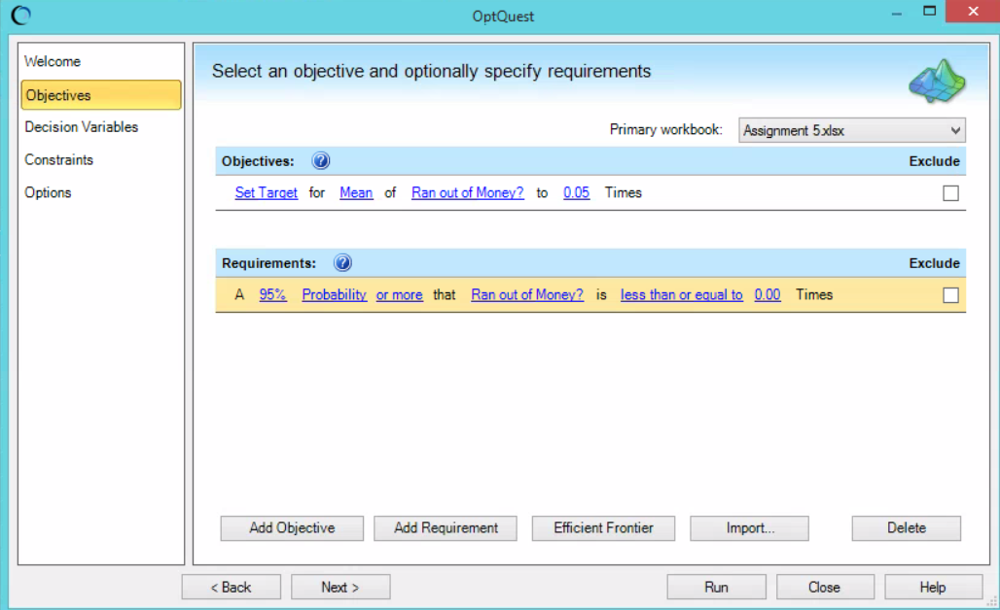 OptQuest
Welcome
Objectives
Decision Variables
Constraints
Options
Select an objective and optionally specify requirements
Primary workbook: Assignment 5.xlsx
Objectives: ? Exclude
Set Target for Mean of Ran out of Money? to 0.05 Times
Requirements: ? Exclude
A 95% Probability or more that Ran out of Money? is less than or equal to 0.00 Times
Add Objective Add Requirement Efficient Frontier Import... Delete
< Back Next > Run Close Help